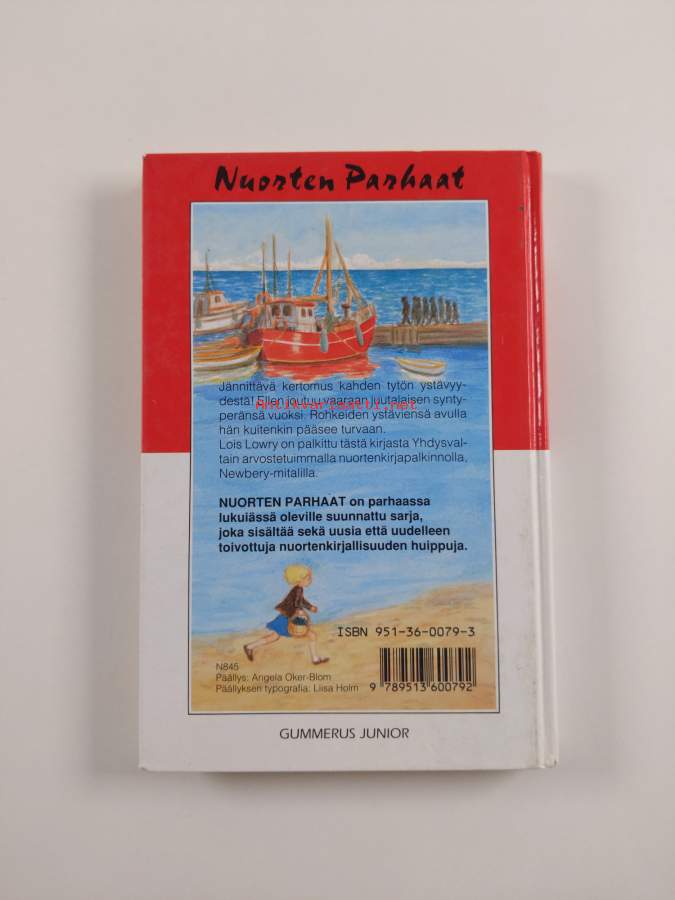 Nuorten Parhaat
Jännittävä kertomus kahden tytön ystävyy-
destä! Ellen joutuu vaaraan juutalaisen synty-
Antikvariaatti.net
peränsä vuoksi. Rohkeiden ystäviensä avulla
hän kuitenkin pääsee turvaan.
Lois Lowry on palkittu tästä kirjasta Yhdysval-
tain arvostetuimmalla nuortenkirjapalkinnolla,
Newbery-mitalilla.
NUORTEN PARHAAT on parhaassa
lukuiässä oleville suunnattu sarja,
joka sisältää sekä uusia että uudelleen
toivottuja nuortenkirjallisuuden huippuja.
ISBN 951-36-0079-3
N845
Päällys: Angela Oker-Blom
Päällyksen typografia: Liisa Holm
9 789513 600792
GUMMERUS JUNIOR